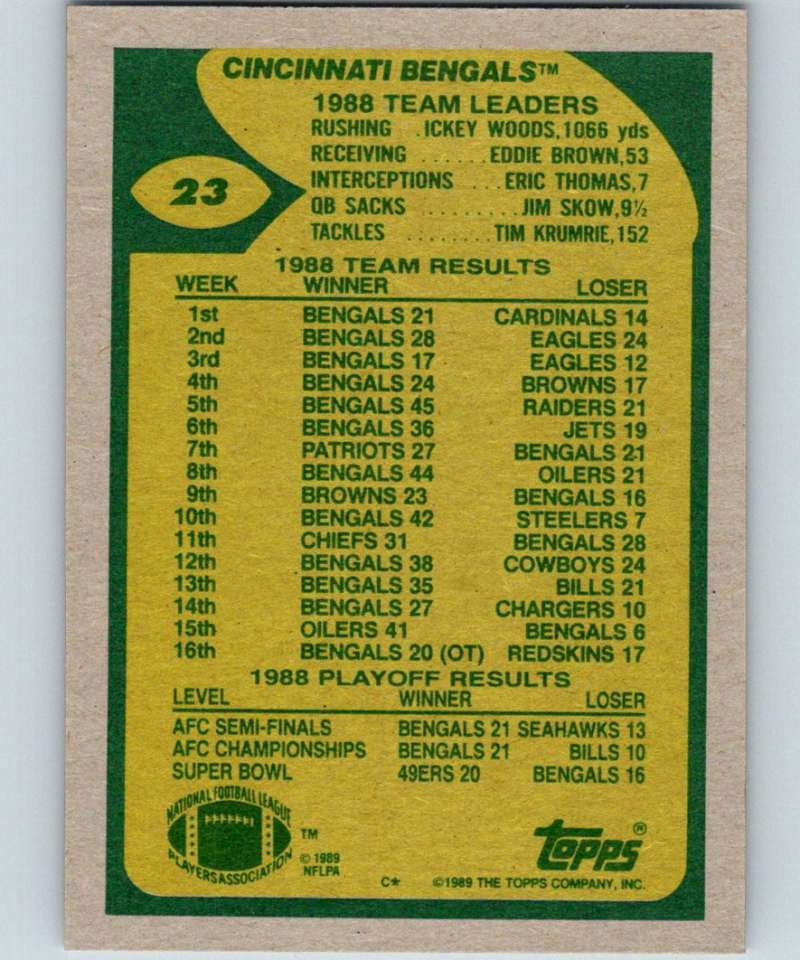 CINCINNATI BENGALS™
1988 TEAM LEADERS
RUSHING .ICKEY WOODS,1066 yds
RECEIVING ......EDDIE BROWN,53
INTERCEPTIONS ...ERIC THOMAS,7
QB SACKS ........JIM SKOW,9½
TACKLES ........TIM KRUMRIE,152
23
1988 TEAM RESULTS
WEEK WINNER LOSER
1st BENGALS 21 CARDINALS 14
2nd BENGALS 28 EAGLES 24
3rd BENGALS 17 EAGLES 12
4th BENGALS 24 BROWNS 17
5th BENGALS 45 RAIDERS 21
6th BENGALS 36 JETS 19
7th PATRIOTS 27 BENGALS 21
8th BENGALS 44 OILERS 21
9th BROWNS 23 BENGALS 16
10th BENGALS 42 STEELERS 7
11th CHIEFS 31 BENGALS 28
12th BENGALS 38 COWBOYS 24
13th BENGALS 35 BILLS 21
14th BENGALS 27 CHARGERS 10
15th OILERS 41 BENGALS 6
16th BENGALS 20 (OT) REDSKINS 17
1988 PLAYOFF RESULTS
LEVEL WINNER LOSER
AFC SEMI-FINALS BENGALS 21 SEAHAWKS 13
AFC CHAMPIONSHIPS BENGALS 21 BILLS 10
SUPER BOWL 49ERS 20 BENGALS 16
NATIONAL FOOTBALL LEAGUE
PLAYERS ASSOCIATION
™
© 1989
NFLPA
topps®
C* ©1989 THE TOPPS COMPANY, INC.